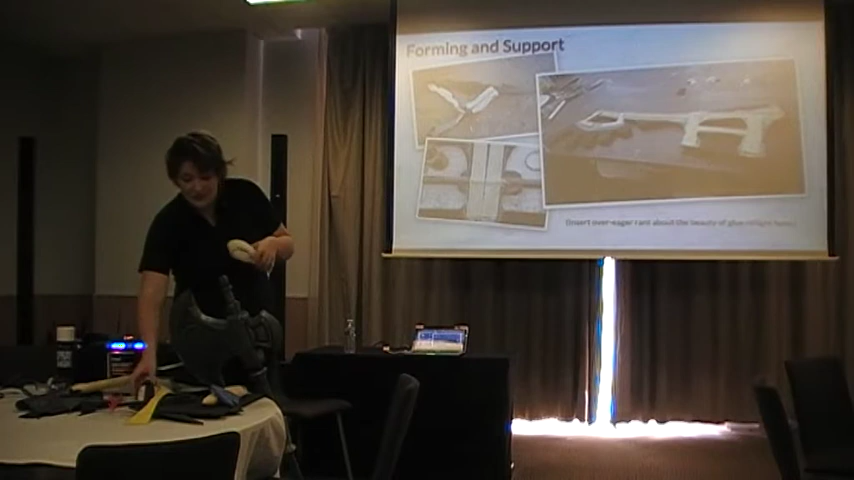 Forming and Support
(Insert over-eager rant about the beauty of glue